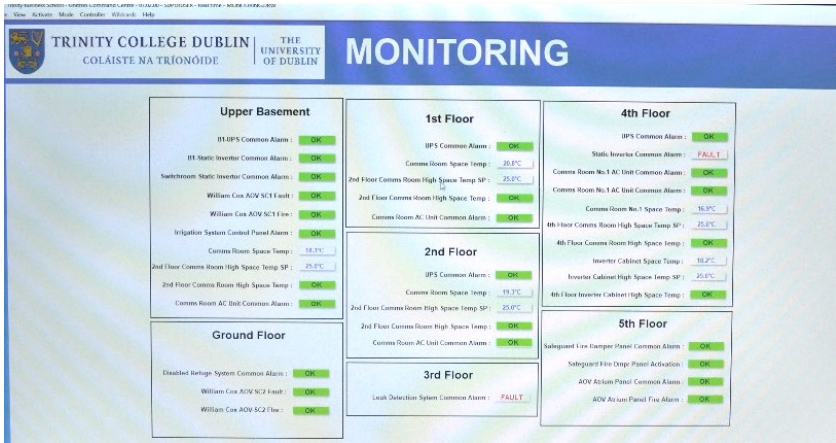 View Activate Mode Controller Wildcards Help
TRINITY COLLEGE DUBLIN
COLÁISTE NA TRÍONÓIDE
THE
UNIVERSITY
OF DUBLIN
MONITORING
Upper Basement
B1-UPS Common Alarm : OK
B1-Static Inverter Common Alarm : OK
Switchroom Static Inverter Common Alarm : OK
William Cox AOV SC1 Fault : OK
William Cox AOV SC1 Fire : OK
Irrigation System Control Panel Alarm : OK
Comms Room Space Temp : 18.3°C
2nd Floor Comms Room High Space Temp SP : 25.0°C
2nd Floor Comms Room High Space Temp : OK
Comms Room AC Unit Common Alarm : OK
Ground Floor
Disabled Refuge System Common Alarm : OK
William Cox AOV SC2 Fault : OK
William Cox AOV SC2 Fire : OK
1st Floor
UPS Common Alarm : OK
Comms Room Space Temp : 20.8°C
2nd Floor Comms Room High Space Temp SP : 25.0°C
2nd Floor Comms Room High Space Temp : OK
Comms Room AC Unit Common Alarm : OK
2nd Floor
UPS Common Alarm : OK
Comms Room Space Temp : 19.3°C
2nd Floor Comms Room High Space Temp SP : 25.0°C
2nd Floor Comms Room High Space Temp : OK
Comms Room AC Unit Common Alarm : OK
3rd Floor
Leak Detection Sytem Common Alarm : FAULT
4th Floor
UPS Common Alarm : OK
Static Inverter Common Alarm : FAULT
Comms Room No.1 AC Unit Common Alarm : OK
Comms Room No.1 AC Unit Common Alarm : OK
Comms Room No.1 Space Temp : 16.9°C
4th Floor Comms Room High Space Temp SP : 25.0°C
4th Floor Comms Room High Space Temp : OK
Inverter Cabinet Space Temp : 18.2°C
Inverter Cabinet High Space Temp SP : 25.0°C
4th Floor Inverter Cabinet High Space Temp : OK
5th Floor
Safeguard Fire Damper Panel Common Alarm : OK
Safeguard Fire Dmpr Panel Activation : OK
AOV Atrium Panel Common Alarm : OK
AOV Atrium Panel Fire Alarm : OK